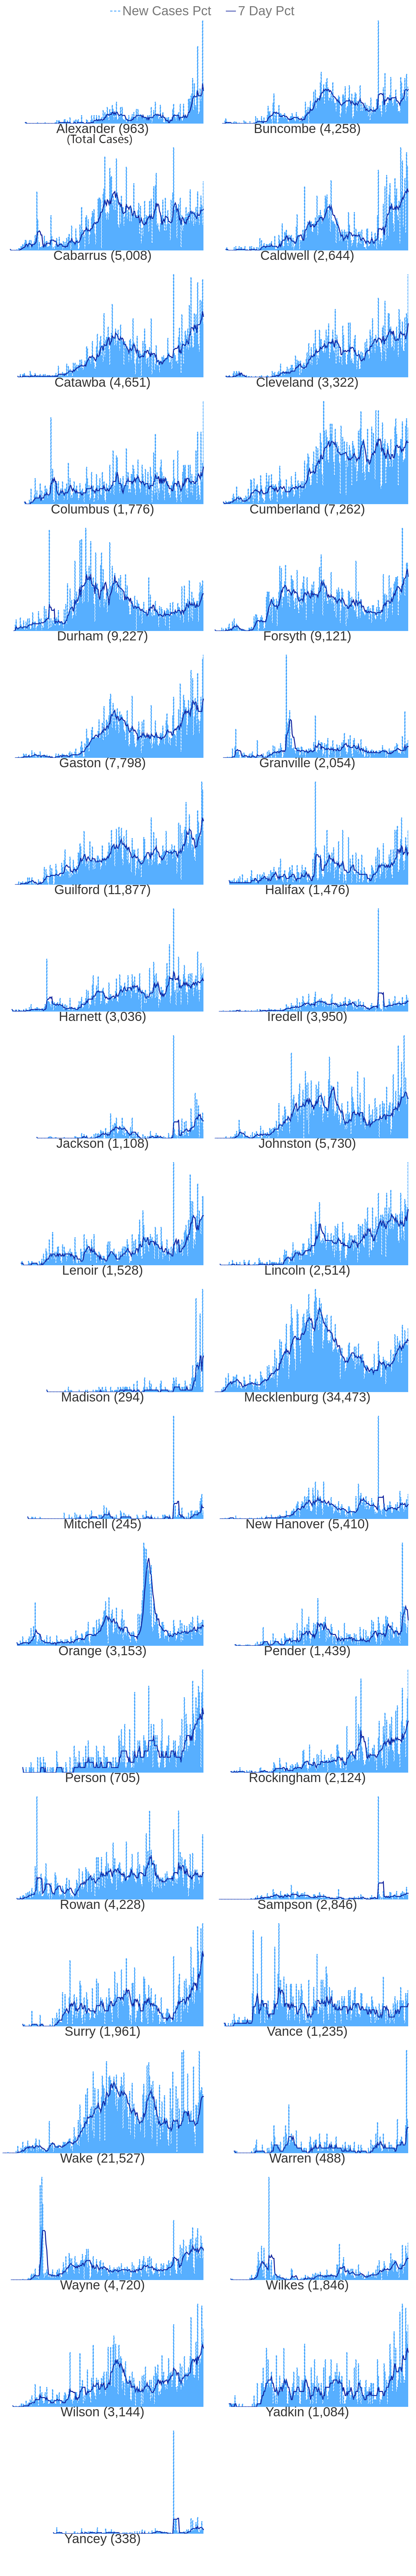 New Cases Pct 7 Day Pct
Alexander (963) Buncombe (4,258)
(Total Cases)
Cabarrus (5,008) Caldwell (2,644)
Catawba (4,651) Cleveland (3,322)
Columbus (1,776) Cumberland (7,262)
Durham (9,227) Forsyth (9,121)
Gaston (7,798) Granville (2,054)
Guilford (11,877) Halifax (1,476)
Harnett (3,036) Iredell (3,950)
Jackson (1,108) Johnston (5,730)
Lenoir (1,528) Lincoln (2,514)
Madison (294) Mecklenburg (34,473)
Mitchell (245) New Hanover (5,410)
Orange (3,153) Pender (1,439)
Person (705) Rockingham (2,124)
Rowan (4,228) Sampson (2,846)
Surry (1,961) Vance (1,235)
Wake (21,527) Warren (488)
Wayne (4,720) Wilkes (1,846)
Wilson (3,144) Yadkin (1,084)
Yancey (338)